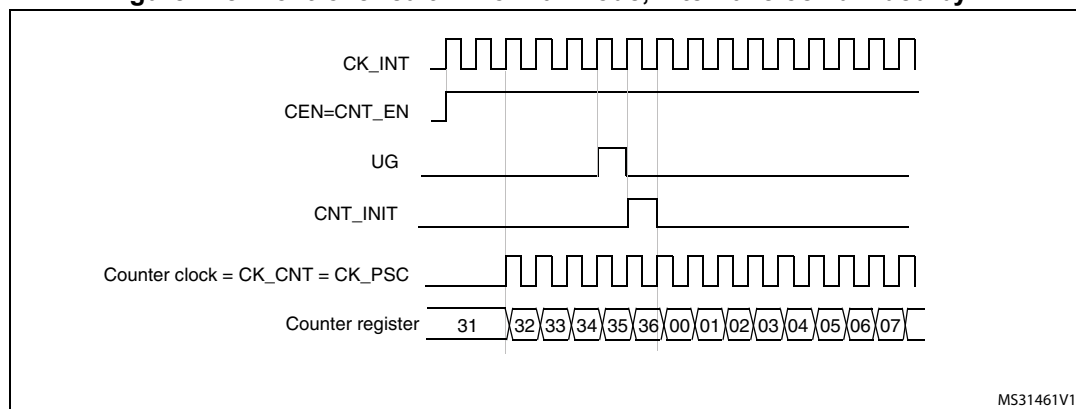 CK_INT
CEN=CNT_EN
UG
CNT_INIT
Counter clock = CK_CNT = CK_PSC
Counter register 31 32 33 34 35 36 00 01 02 03 04 05 06 07
MS31461V1